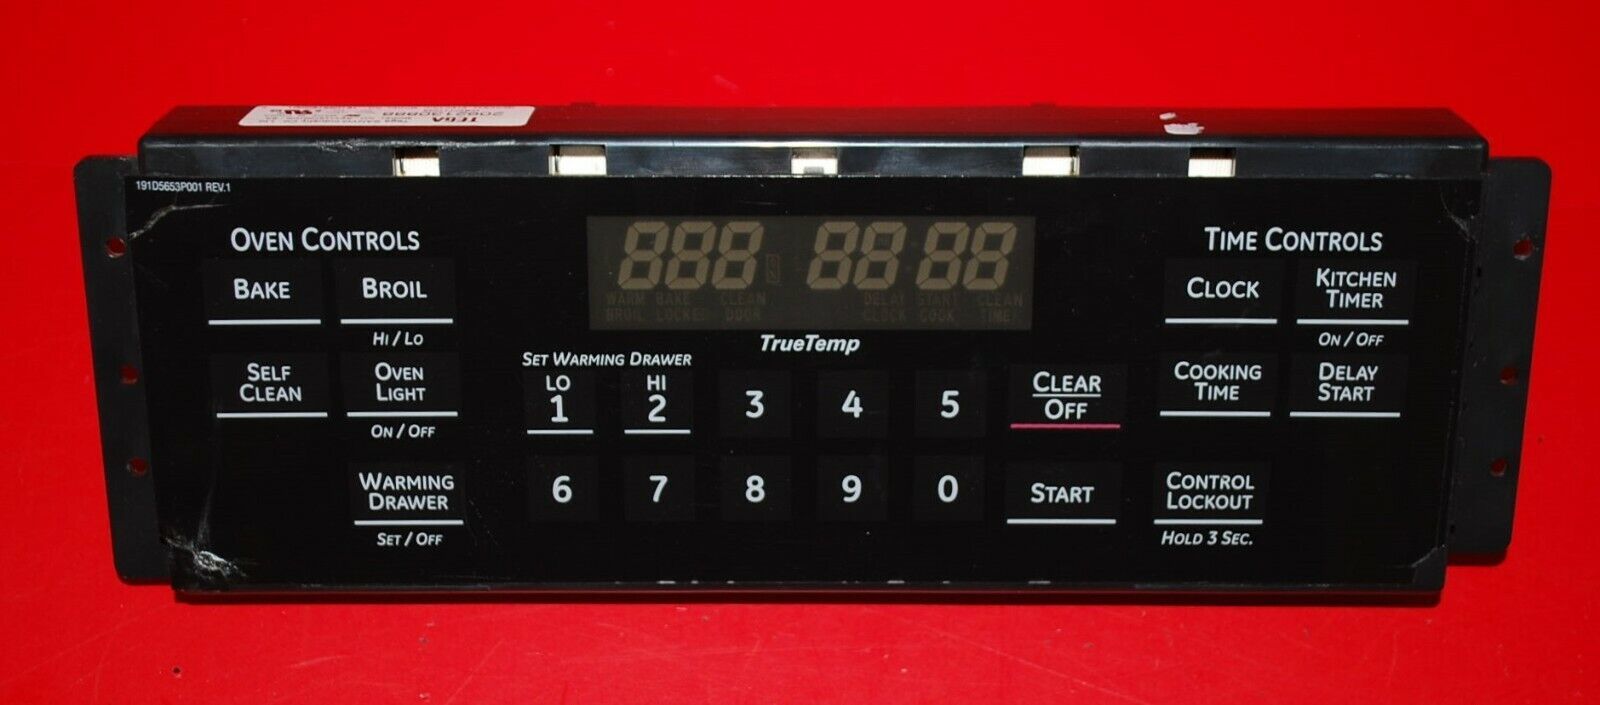 TEGA
191D5653P001 REV.1
OVEN CONTROLS
BAKE
BROIL
HI / LO
SELF
CLEAN
OVEN
LIGHT
ON / OFF
WARMING
DRAWER
SET / OFF
888 88 88
WARM BAKE CLEAN DELAY START CLEAN
BROIL LOCKED DOOR CLOCK COOK TIMER
TrueTemp
SET WARMING DRAWER
LO
1
HI
2
3
4
5
6
7
8
9
0
CLEAR
OFF
START
TIME CONTROLS
CLOCK
KITCHEN
TIMER
ON / OFF
COOKING
TIME
DELAY
START
CONTROL
LOCKOUT
HOLD 3 SEC.